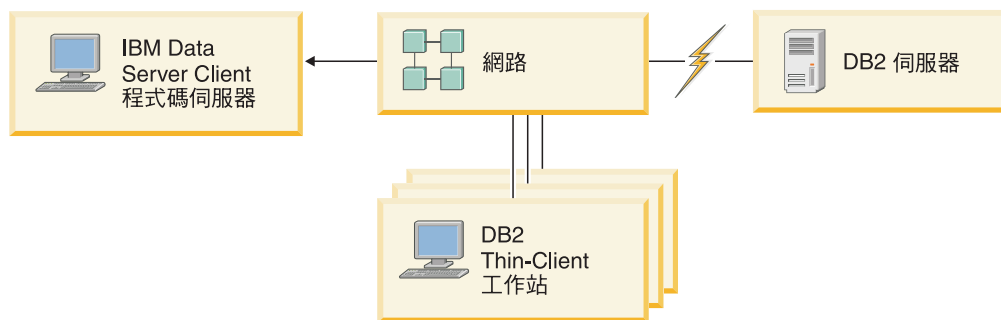 IBM Data
Server Client
程式碼伺服器
網路
DB2 伺服器
DB2
Thin-Client
工作站